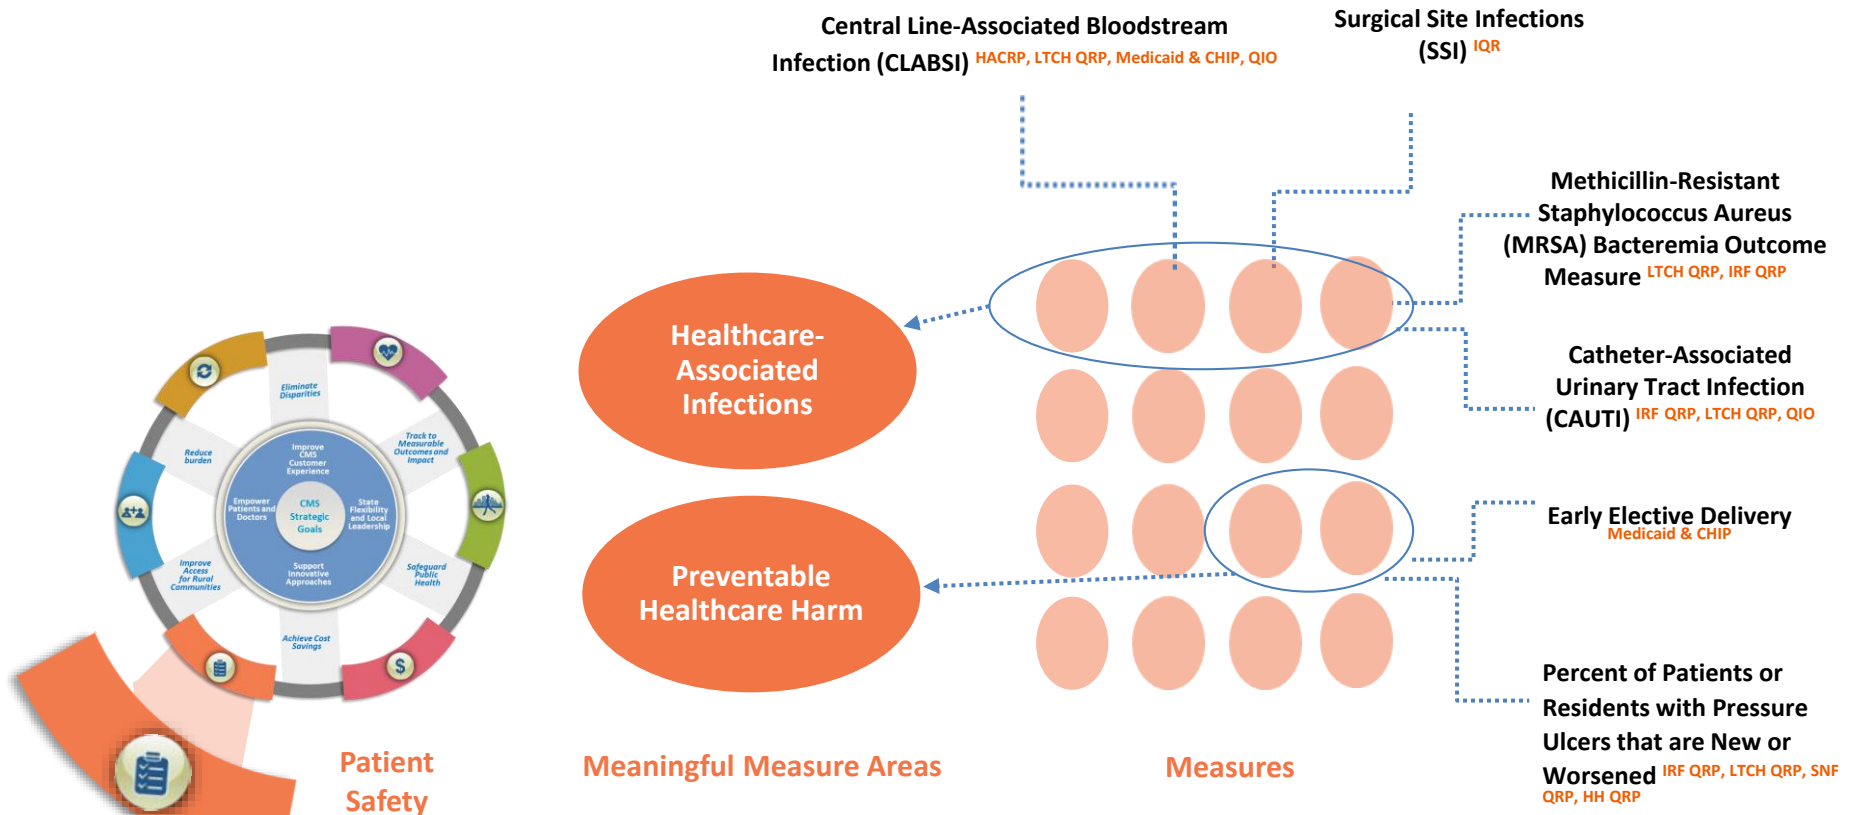 Central Line-Associated Bloodstream
Infection (CLABSI) HACRP, LTCH QRP, Medicaid & CHIP, QIO
Surgical Site Infections
(SSI) IQR
Methicillin-Resistant
Staphylococcus Aureus
(MRSA) Bacteremia Outcome
Measure LTCH QRP, IRF QRP
Healthcare-
Associated
Infections
Catheter-Associated
Urinary Tract Infection
(CAUTI) IRF QRP, LTCH QRP, QIO
Eliminate
Disparities
Track to
Measurable
Outcomes and
Impact
Reduce
burden
Improve
CMS
Customer
Experience
Empower
Patients and
Doctors
CMS
Strategic
Goals
State
Flexibility
and Local
Leadership
Support
Innovative
Approaches
Improve
Access
for Rural
Communities
Safeguard
Public
Health
Achieve Cost
Savings
$
Preventable
Healthcare Harm
Early Elective Delivery
Medicaid & CHIP
Percent of Patients or
Residents with Pressure
Ulcers that are New or
Worsened IRF QRP, LTCH QRP, SNF
QRP, HH QRP
Patient
Safety
Meaningful Measure Areas
Measures